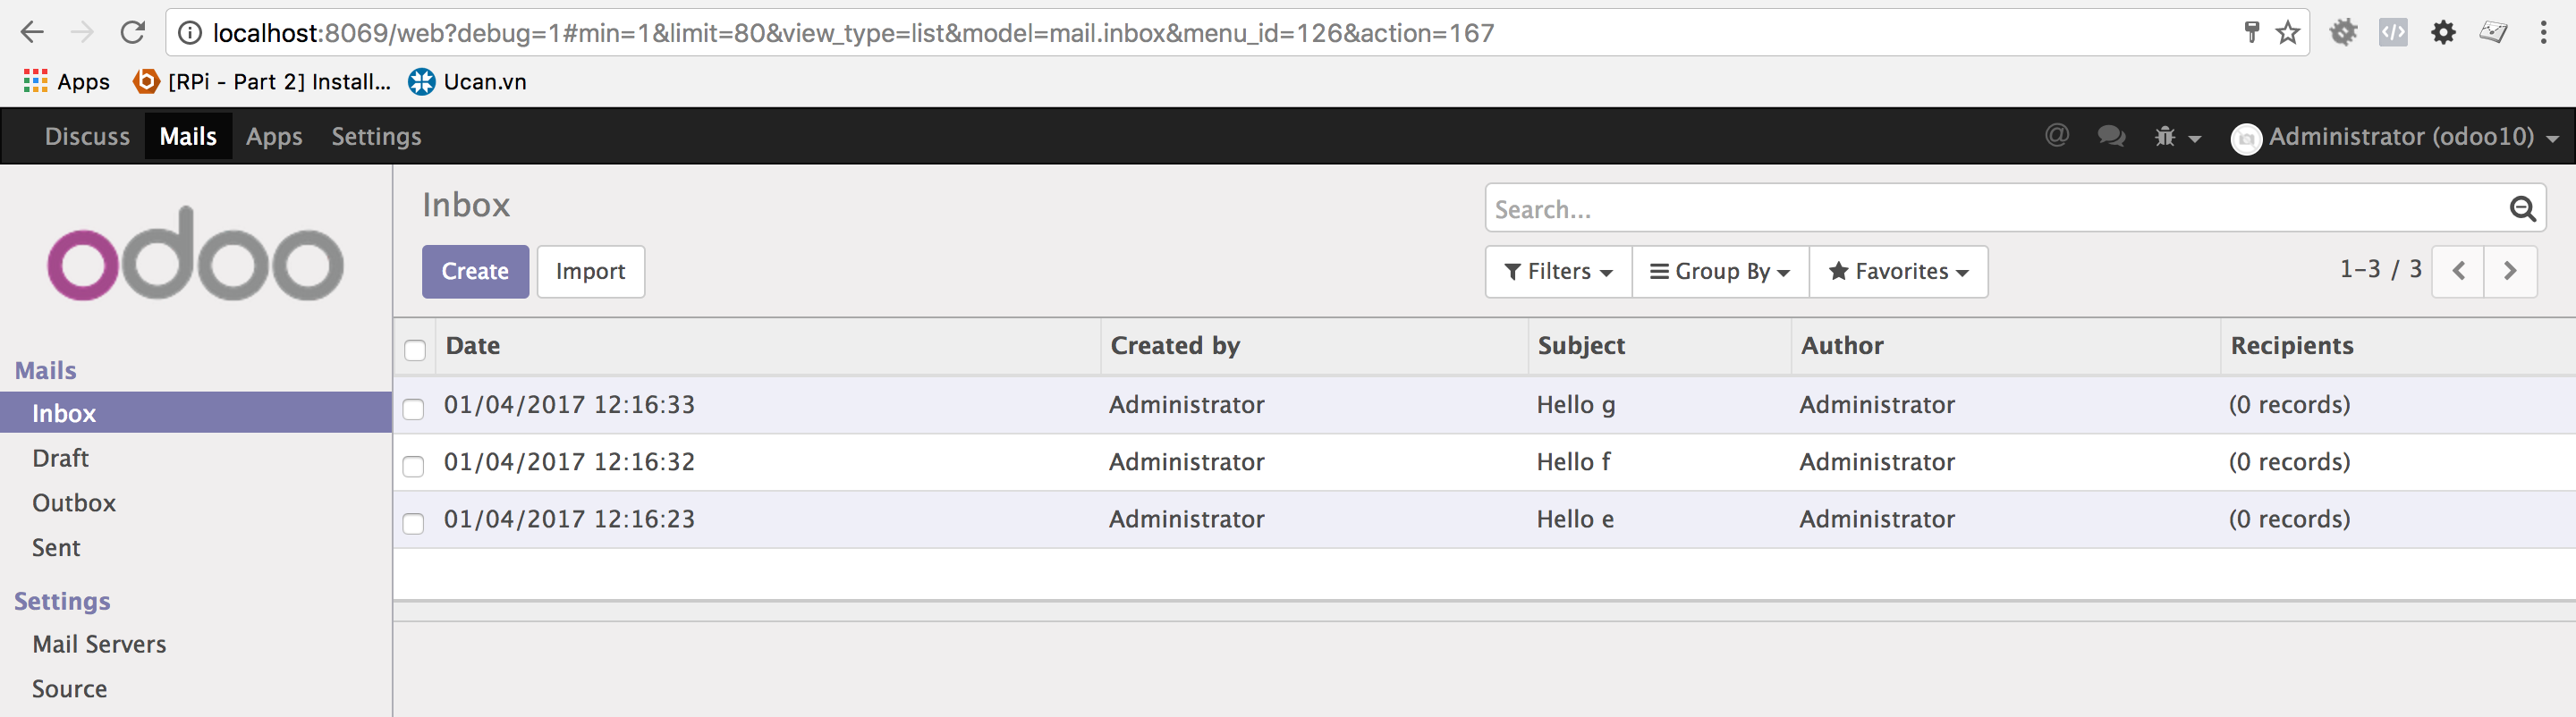 localhost:8069/web?debug=1#min=1&limit=80&view_type=list&model=mail.inbox&menu_id=126&action=167
Apps [RPi - Part 2] Install... Ucan.vn
Discuss Mails Apps Settings @ Administrator (odoo10)
odoo
Inbox Search...
Create Import Filters Group By Favorites 1-3 / 3
Date Created by Subject Author Recipients
01/04/2017 12:16:33 Administrator Hello g Administrator (0 records)
01/04/2017 12:16:32 Administrator Hello f Administrator (0 records)
01/04/2017 12:16:23 Administrator Hello e Administrator (0 records)
Mails
Inbox
Draft
Outbox
Sent
Settings
Mail Servers
Source